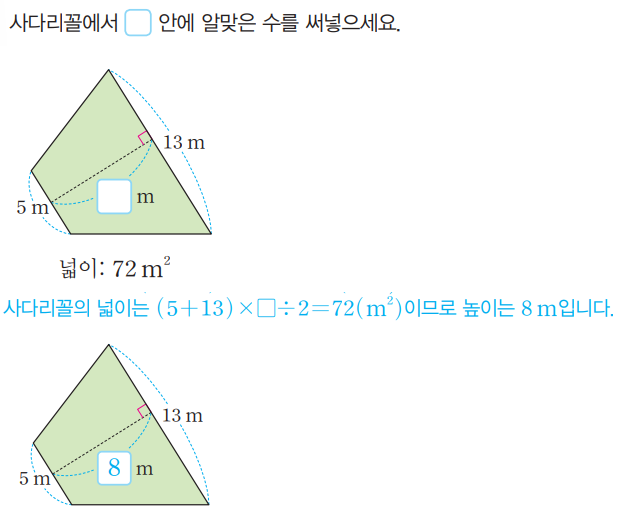 사다리꼴에서 □ 안에 알맞은 수를 써넣으세요.
13 m
□ m
5 m
넓이: 72 m²
사다리꼴의 넓이는 (5+13)×□÷2=72(m²)이므로 높이는 8 m입니다.
13 m
8 m
5 m